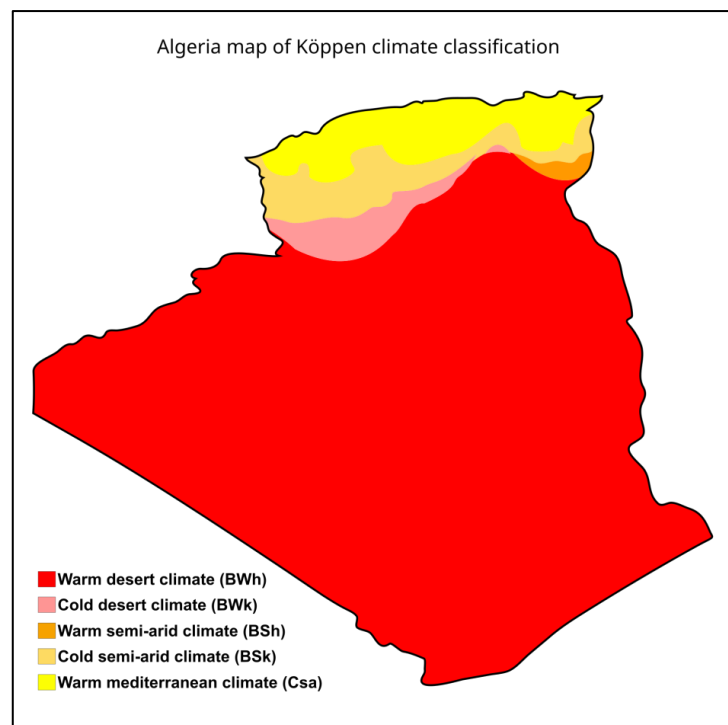 Algeria map of Köppen climate classification
Warm desert climate (BWh)
Cold desert climate (BWk)
Warm semi-arid climate (BSh)
Cold semi-arid climate (BSk)
Warm mediterranean climate (Csa)